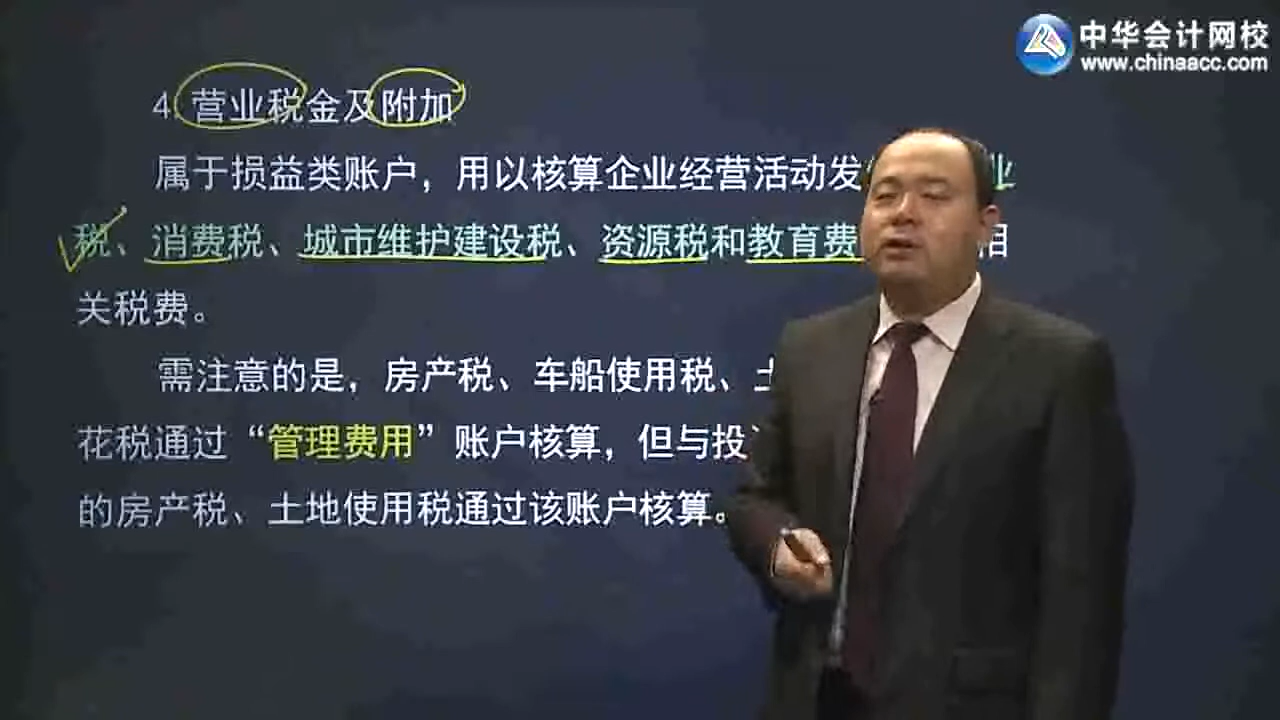 中华会计网校
www.chinaacc.com
4.营业税金及附加
属于损益类账户，用以核算企业经营活动发 业
税、消费税、城市维护建设税、资源税和教育费 相
关税费。
需注意的是，房产税、车船使用税、土
花税通过“管理费用”账户核算，但与投
的房产税、土地使用税通过该账户核算。